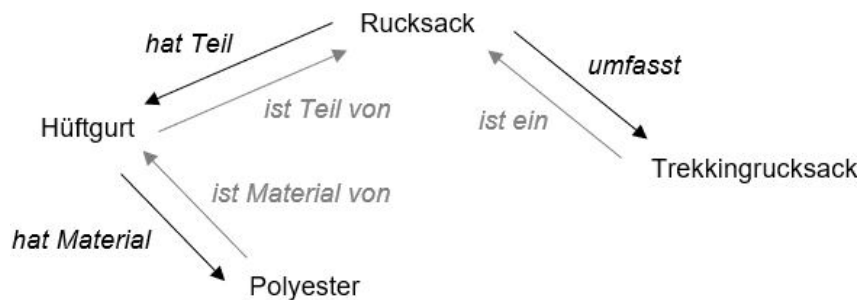 Rucksack
hat Teil
umfasst
ist Teil von
ist ein
Hüftgurt
Trekkingrucksack
ist Material von
hat Material
Polyester